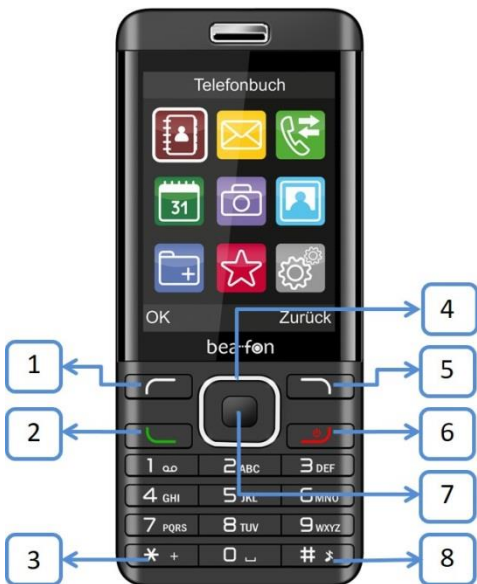 Telefonbuch
31
OK Zurück
bea-fon
4
1
5
2
6
7
3
8
1 2 ABC 3 DEF
4 GHI 5 JKL 6 MNO
7 PQRS 8 TUV 9 WXYZ
* + 0 #